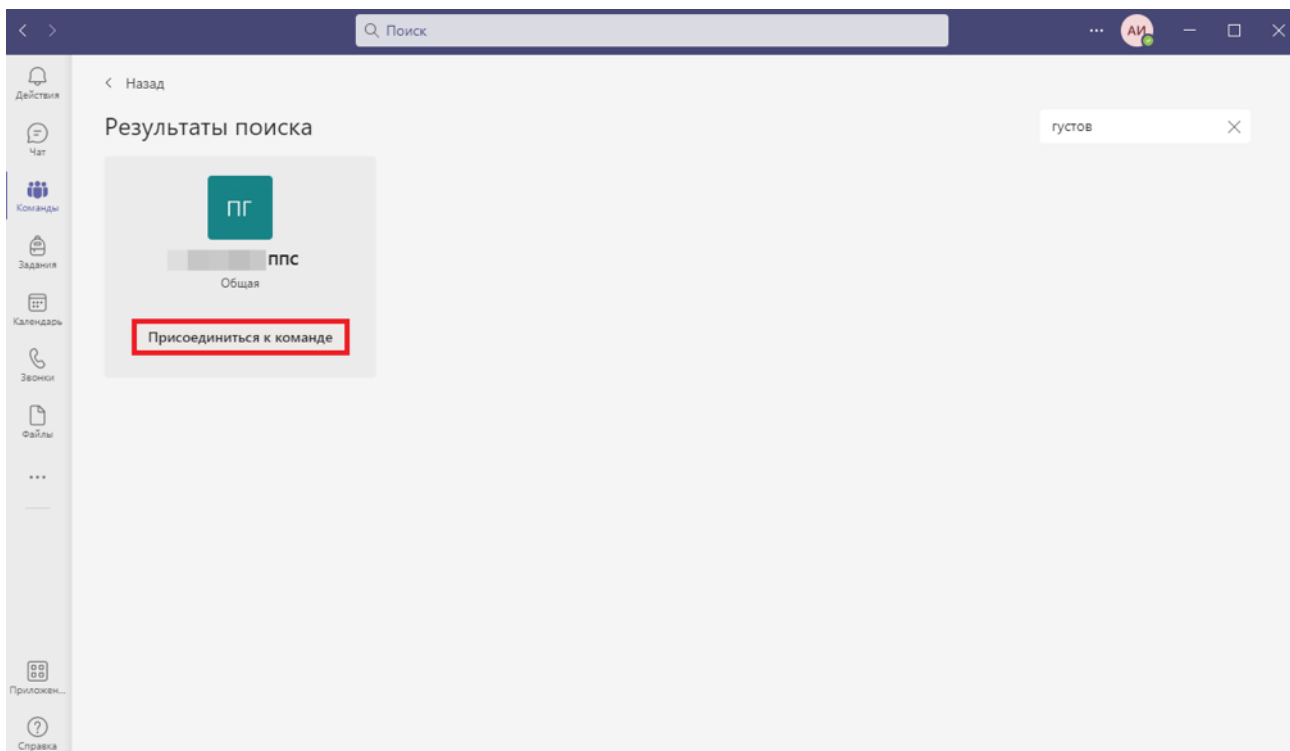 Поиск
АИ
Действия
Чат
Команды
Задания
Календарь
Звонки
Файлы
Приложен...
Справка
Назад
Результаты поиска
густов
ПГ
ппс
Общая
Присоединиться к команде